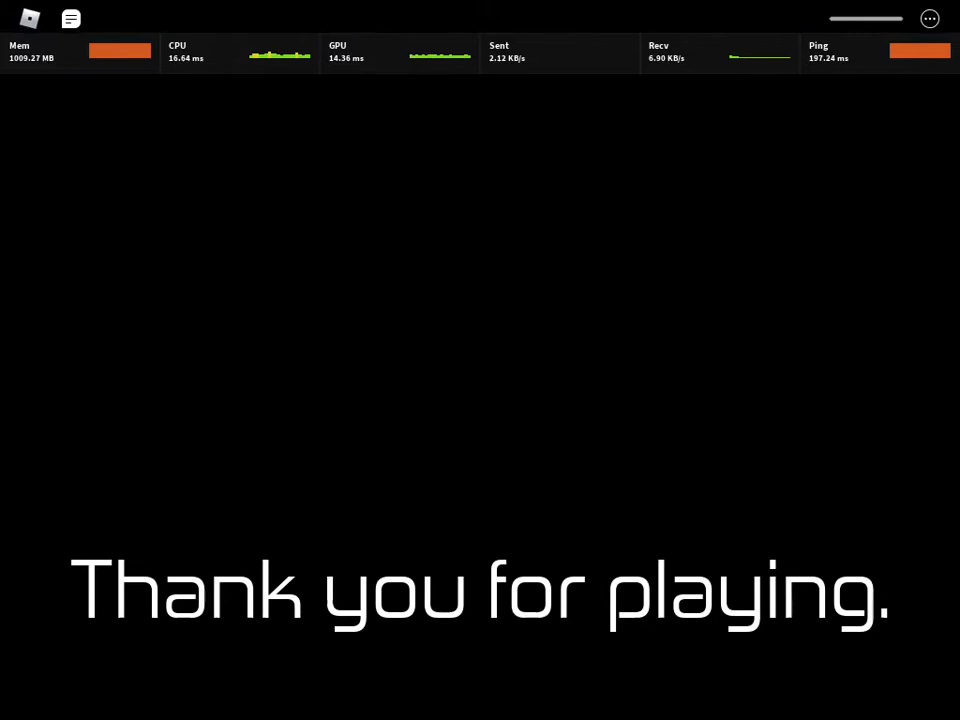 Mem CPU GPU Sent Recv Ping
1009.27 MB 16.64 ms 14.36 ms 2.12 KB/s 6.90 KB/s 197.24 ms
Thank you for playing.